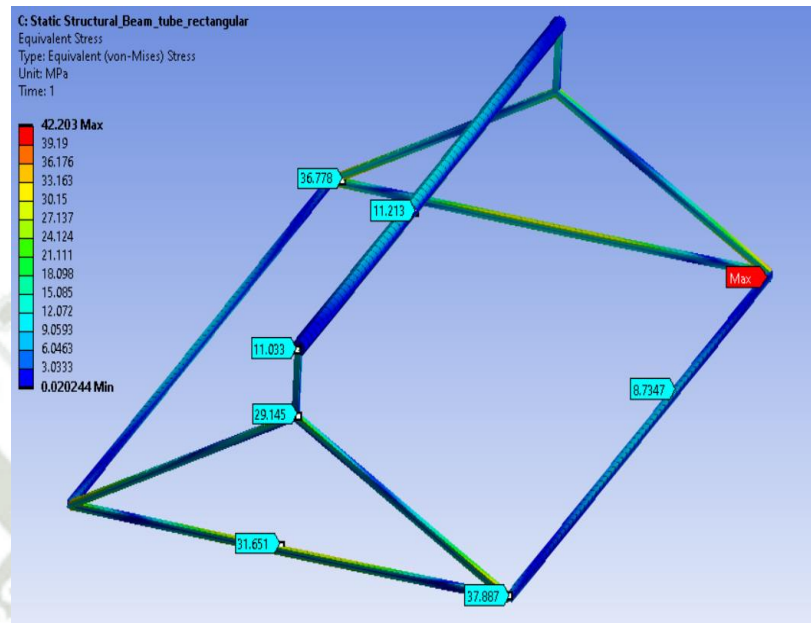 C: Static Structural_Beam_tube_rectangular
Equivalent Stress
Type: Equivalent (von-Mises) Stress
Unit: MPa
Time: 1
42.203 Max
39.19
36.176
33.163
30.15
27.137
24.124
21.111
18.098
15.085
12.072
9.0593
6.0463
3.0333
0.020244 Min
36.778
11.213
Max
11.033
8.7347
29.145
31.651
37.887